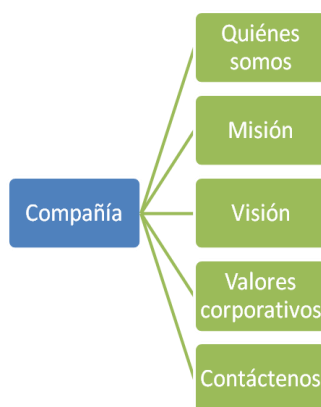 Quiénes
somos
Misión
Compañía
Visión
Valores
corporativos
Contáctenos